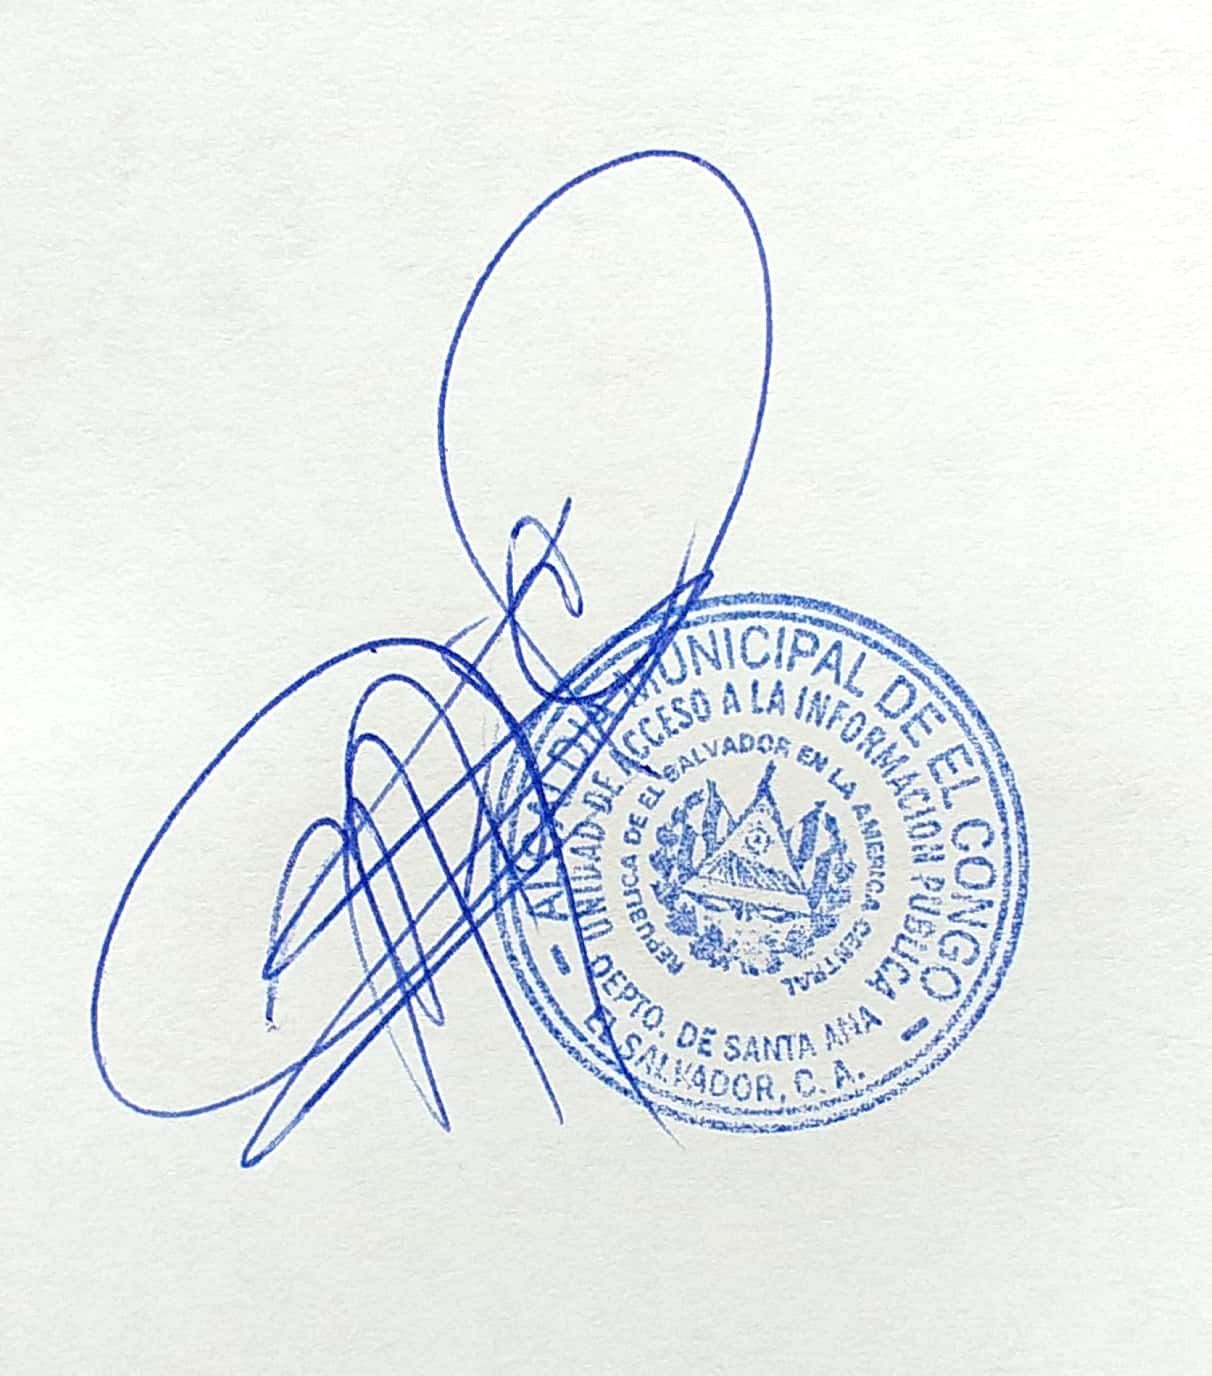 ALCALDIA MUNICIPAL DE EL CONGO
UNIDAD DE ACCESO A LA INFORMACION PUBLICA
REPUBLICA DE EL SALVADOR EN LA AMERICA CENTRAL
DEPTO. DE SANTA ANA
EL SALVADOR, C. A.